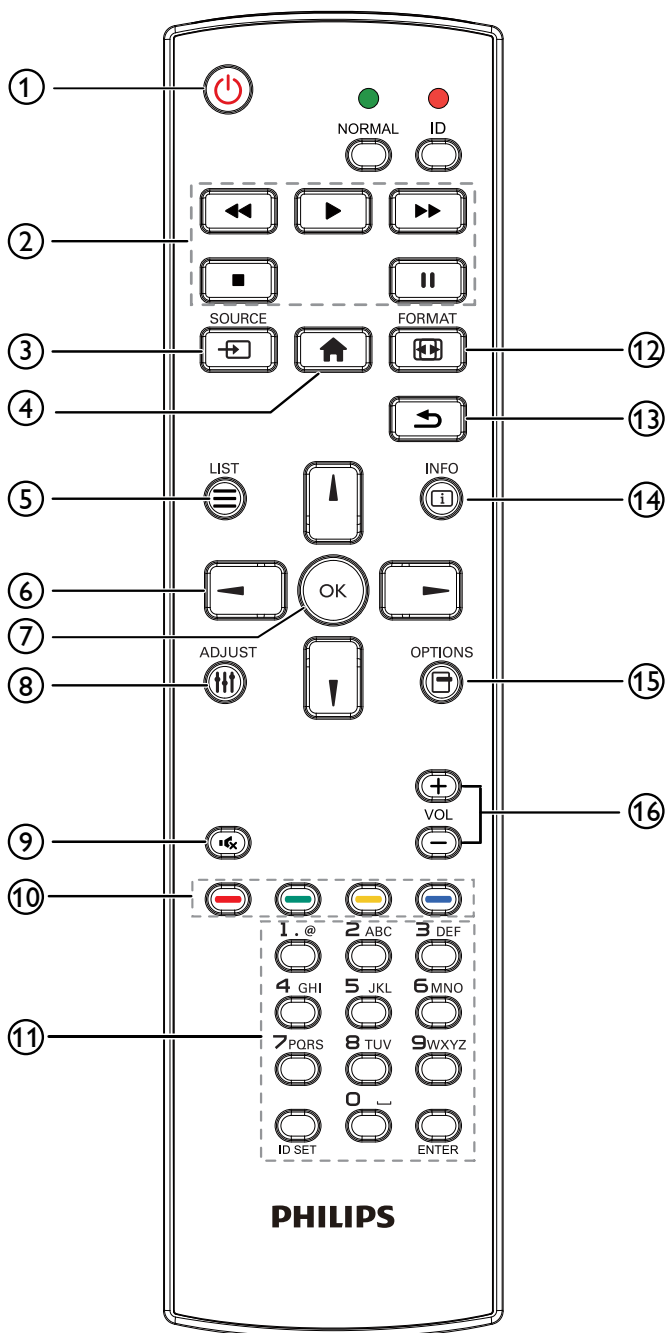 1
NORMAL ID
2
SOURCE FORMAT
3
12
4
13
LIST INFO
5
i
14
6
OK
7
ADJUST OPTIONS
8
15
+
VOL
16
9
−
10
1 . @ 2 ABC 3 DEF
4 GHI 5 JKL 6 MNO
11
7 PQRS 8 TUV 9 WXYZ
0 ⎵
ID SET ENTER
PHILIPS